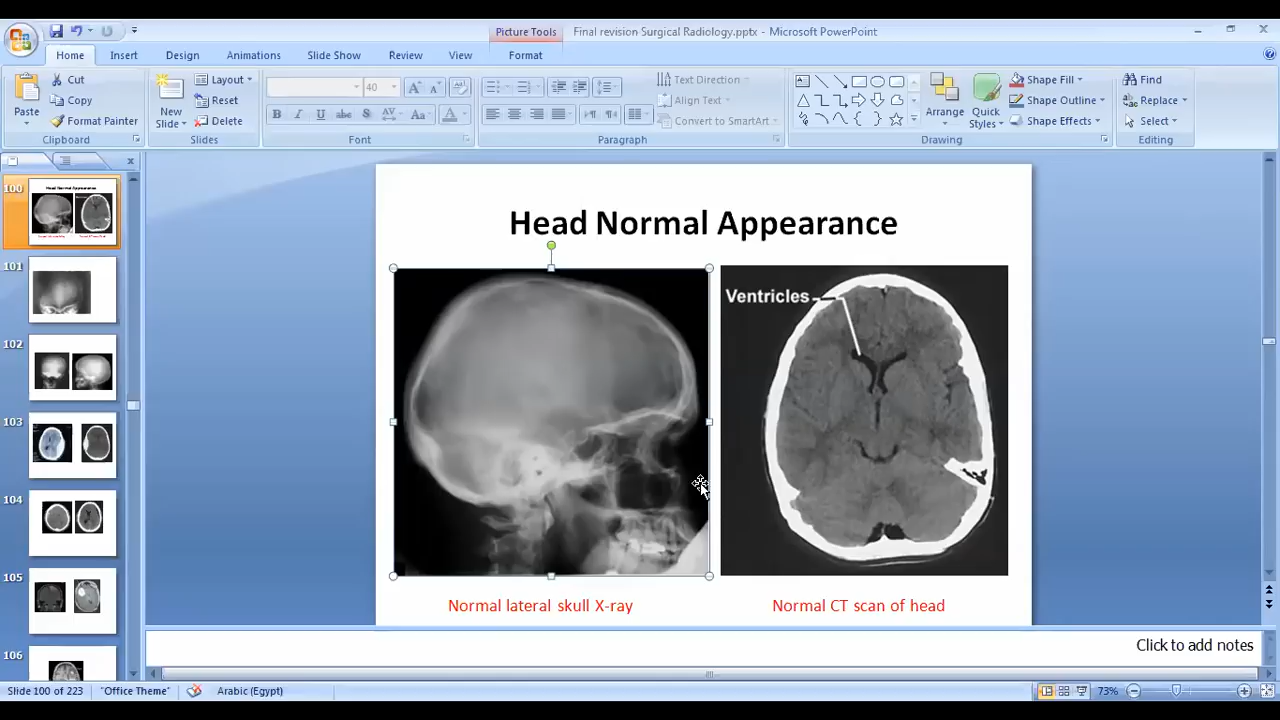 Picture Tools
Final revision Surgical Radiology.pptx - Microsoft PowerPoint
Home
Insert
Design
Animations
Slide Show
Review
View
Format
Paste
Cut
Copy
Format Painter
Clipboard
New Slide
Layout
Reset
Delete
Slides
40
B I U abc S AV Aa A
Font
Text Direction
Align Text
Convert to SmartArt
Paragraph
Arrange
Quick Styles
Shape Fill
Shape Outline
Shape Effects
Drawing
Find
Replace
Select
Editing
100
101
102
103
104
105
106
Head Normal Appearance
Ventricles
Normal lateral skull X-ray
Normal CT scan of head
Click to add notes
Slide 100 of 223
"Office Theme"
Arabic (Egypt)
73%